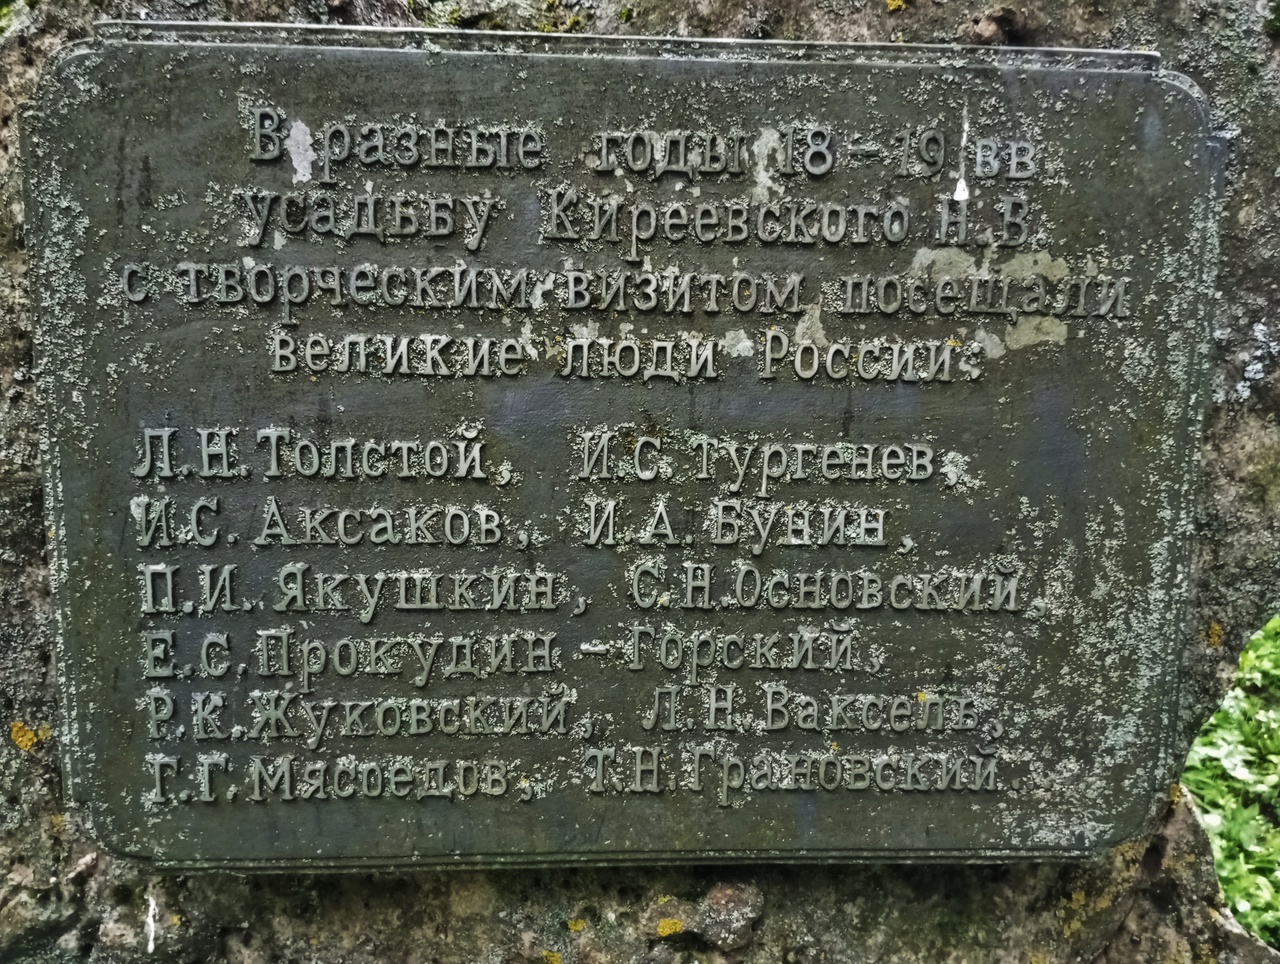 В разные годы 18 - 19 вв
усадьбу Киреевского Н.В.
с творческим визитом посещали
великие люди России:
Л.Н.Толстой, И.С.Тургенев,
И.С.Аксаков, И.А.Бунин,
П.И.Якушкин, С.Н.Основский,
Е.С.Прокудин - Горский,
Р.К.Жуковский, Л.Н.Ваксель,
Г.Г.Мясоедов, Т.Н.Грановский.